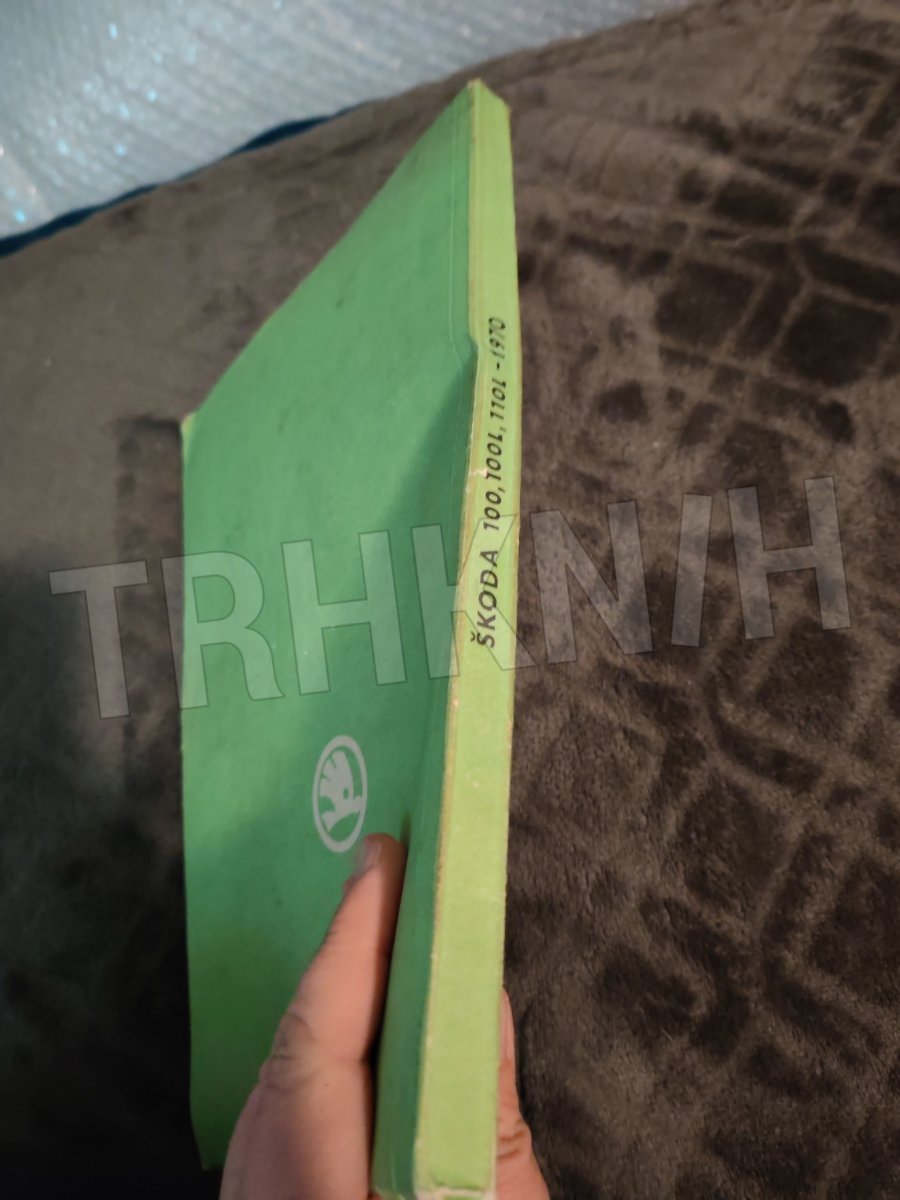 ŠKODA 100, 100L, 110L - 1970
TRHKNIH